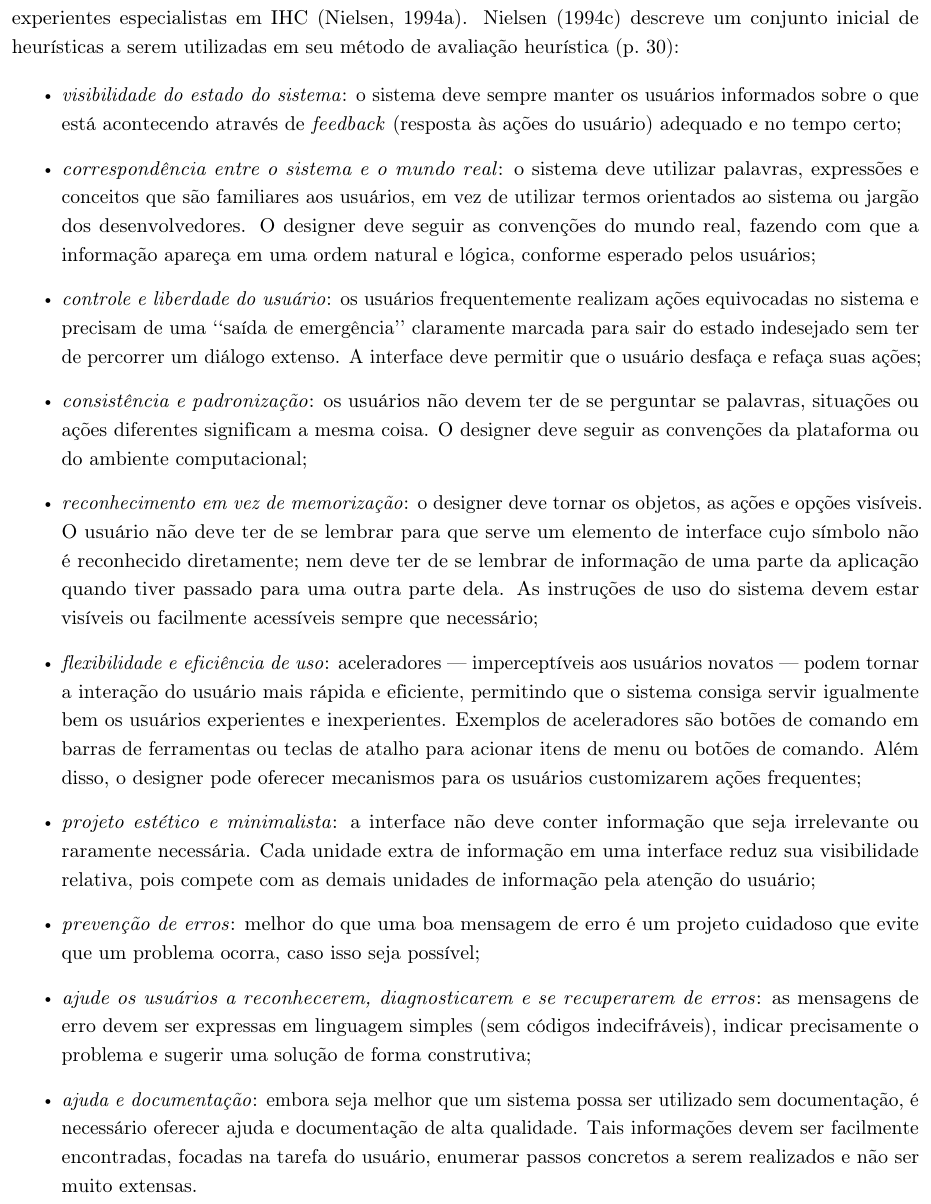 experientes especialistas em IHC (Nielsen, 1994a). Nielsen (1994c) descreve um conjunto inicial de
heurísticas a serem utilizadas em seu método de avaliação heurística (p. 30):
• visibilidade do estado do sistema: o sistema deve sempre manter os usuários informados sobre o que
está acontecendo através de feedback (resposta às ações do usuário) adequado e no tempo certo;
• correspondência entre o sistema e o mundo real: o sistema deve utilizar palavras, expressões e
conceitos que são familiares aos usuários, em vez de utilizar termos orientados ao sistema ou jargão
dos desenvolvedores. O designer deve seguir as convenções do mundo real, fazendo com que a
informação apareça em uma ordem natural e lógica, conforme esperado pelos usuários;
• controle e liberdade do usuário: os usuários frequentemente realizam ações equivocadas no sistema e
precisam de uma ‘‘saída de emergência’’ claramente marcada para sair do estado indesejado sem ter
de percorrer um diálogo extenso. A interface deve permitir que o usuário desfaça e refaça suas ações;
• consistência e padronização: os usuários não devem ter de se perguntar se palavras, situações ou
ações diferentes significam a mesma coisa. O designer deve seguir as convenções da plataforma ou
do ambiente computacional;
• reconhecimento em vez de memorização: o designer deve tornar os objetos, as ações e opções visíveis.
O usuário não deve ter de se lembrar para que serve um elemento de interface cujo símbolo não
é reconhecido diretamente; nem deve ter de se lembrar de informação de uma parte da aplicação
quando tiver passado para uma outra parte dela. As instruções de uso do sistema devem estar
visíveis ou facilmente acessíveis sempre que necessário;
• flexibilidade e eficiência de uso: aceleradores — imperceptíveis aos usuários novatos — podem tornar
a interação do usuário mais rápida e eficiente, permitindo que o sistema consiga servir igualmente
bem os usuários experientes e inexperientes. Exemplos de aceleradores são botões de comando em
barras de ferramentas ou teclas de atalho para acionar itens de menu ou botões de comando. Além
disso, o designer pode oferecer mecanismos para os usuários customizarem ações frequentes;
• projeto estético e minimalista: a interface não deve conter informação que seja irrelevante ou
raramente necessária. Cada unidade extra de informação em uma interface reduz sua visibilidade
relativa, pois compete com as demais unidades de informação pela atenção do usuário;
• prevenção de erros: melhor do que uma boa mensagem de erro é um projeto cuidadoso que evite
que um problema ocorra, caso isso seja possível;
• ajude os usuários a reconhecerem, diagnosticarem e se recuperarem de erros: as mensagens de
erro devem ser expressas em linguagem simples (sem códigos indecifráveis), indicar precisamente o
problema e sugerir uma solução de forma construtiva;
• ajuda e documentação: embora seja melhor que um sistema possa ser utilizado sem documentação, é
necessário oferecer ajuda e documentação de alta qualidade. Tais informações devem ser facilmente
encontradas, focadas na tarefa do usuário, enumerar passos concretos a serem realizados e não ser
muito extensas.